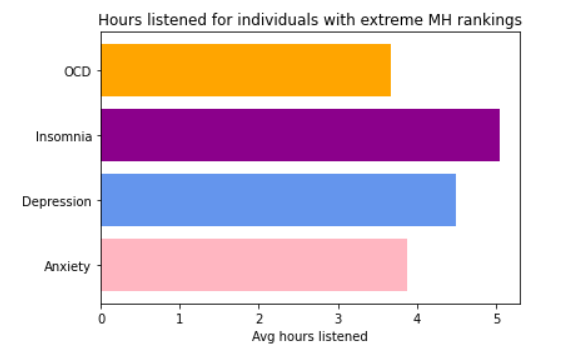 Hours listened for individuals with extreme MH rankings
OCD
Insomnia
Depression
Anxiety
0 1 2 3 4 5
Avg hours listened